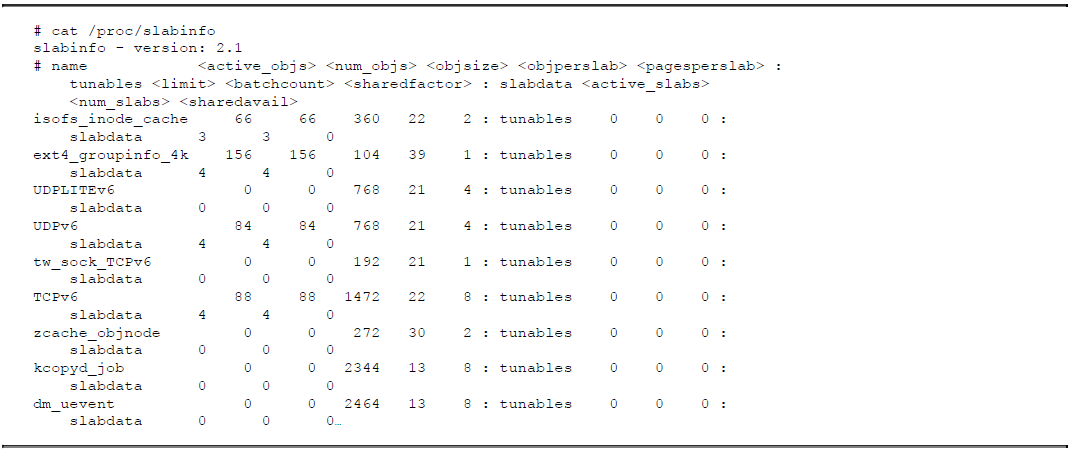 # cat /proc/slabinfo
slabinfo - version: 2.1
# name <active_objs> <num_objs> <objsize> <objperslab> <pagesperslab> :
tunables <limit> <batchcount> <sharedfactor> : slabdata <active_slabs>
<num_slabs> <sharedavail>
isofs_inode_cache 66 66 360 22 2 : tunables 0 0 0 :
slabdata 3 3 0
ext4_groupinfo_4k 156 156 104 39 1 : tunables 0 0 0 :
slabdata 4 4 0
UDPLITEv6 0 0 768 21 4 : tunables 0 0 0 :
slabdata 0 0 0
UDPv6 84 84 768 21 4 : tunables 0 0 0 :
slabdata 4 4 0
tw_sock_TCPv6 0 0 192 21 1 : tunables 0 0 0 :
slabdata 0 0 0
TCPv6 88 88 1472 22 8 : tunables 0 0 0 :
slabdata 4 4 0
zcache_objnode 0 0 272 30 2 : tunables 0 0 0 :
slabdata 0 0 0
kcopyd_job 0 0 2344 13 8 : tunables 0 0 0 :
slabdata 0 0 0
dm_uevent 0 0 2464 13 8 : tunables 0 0 0 :
slabdata 0 0 0…